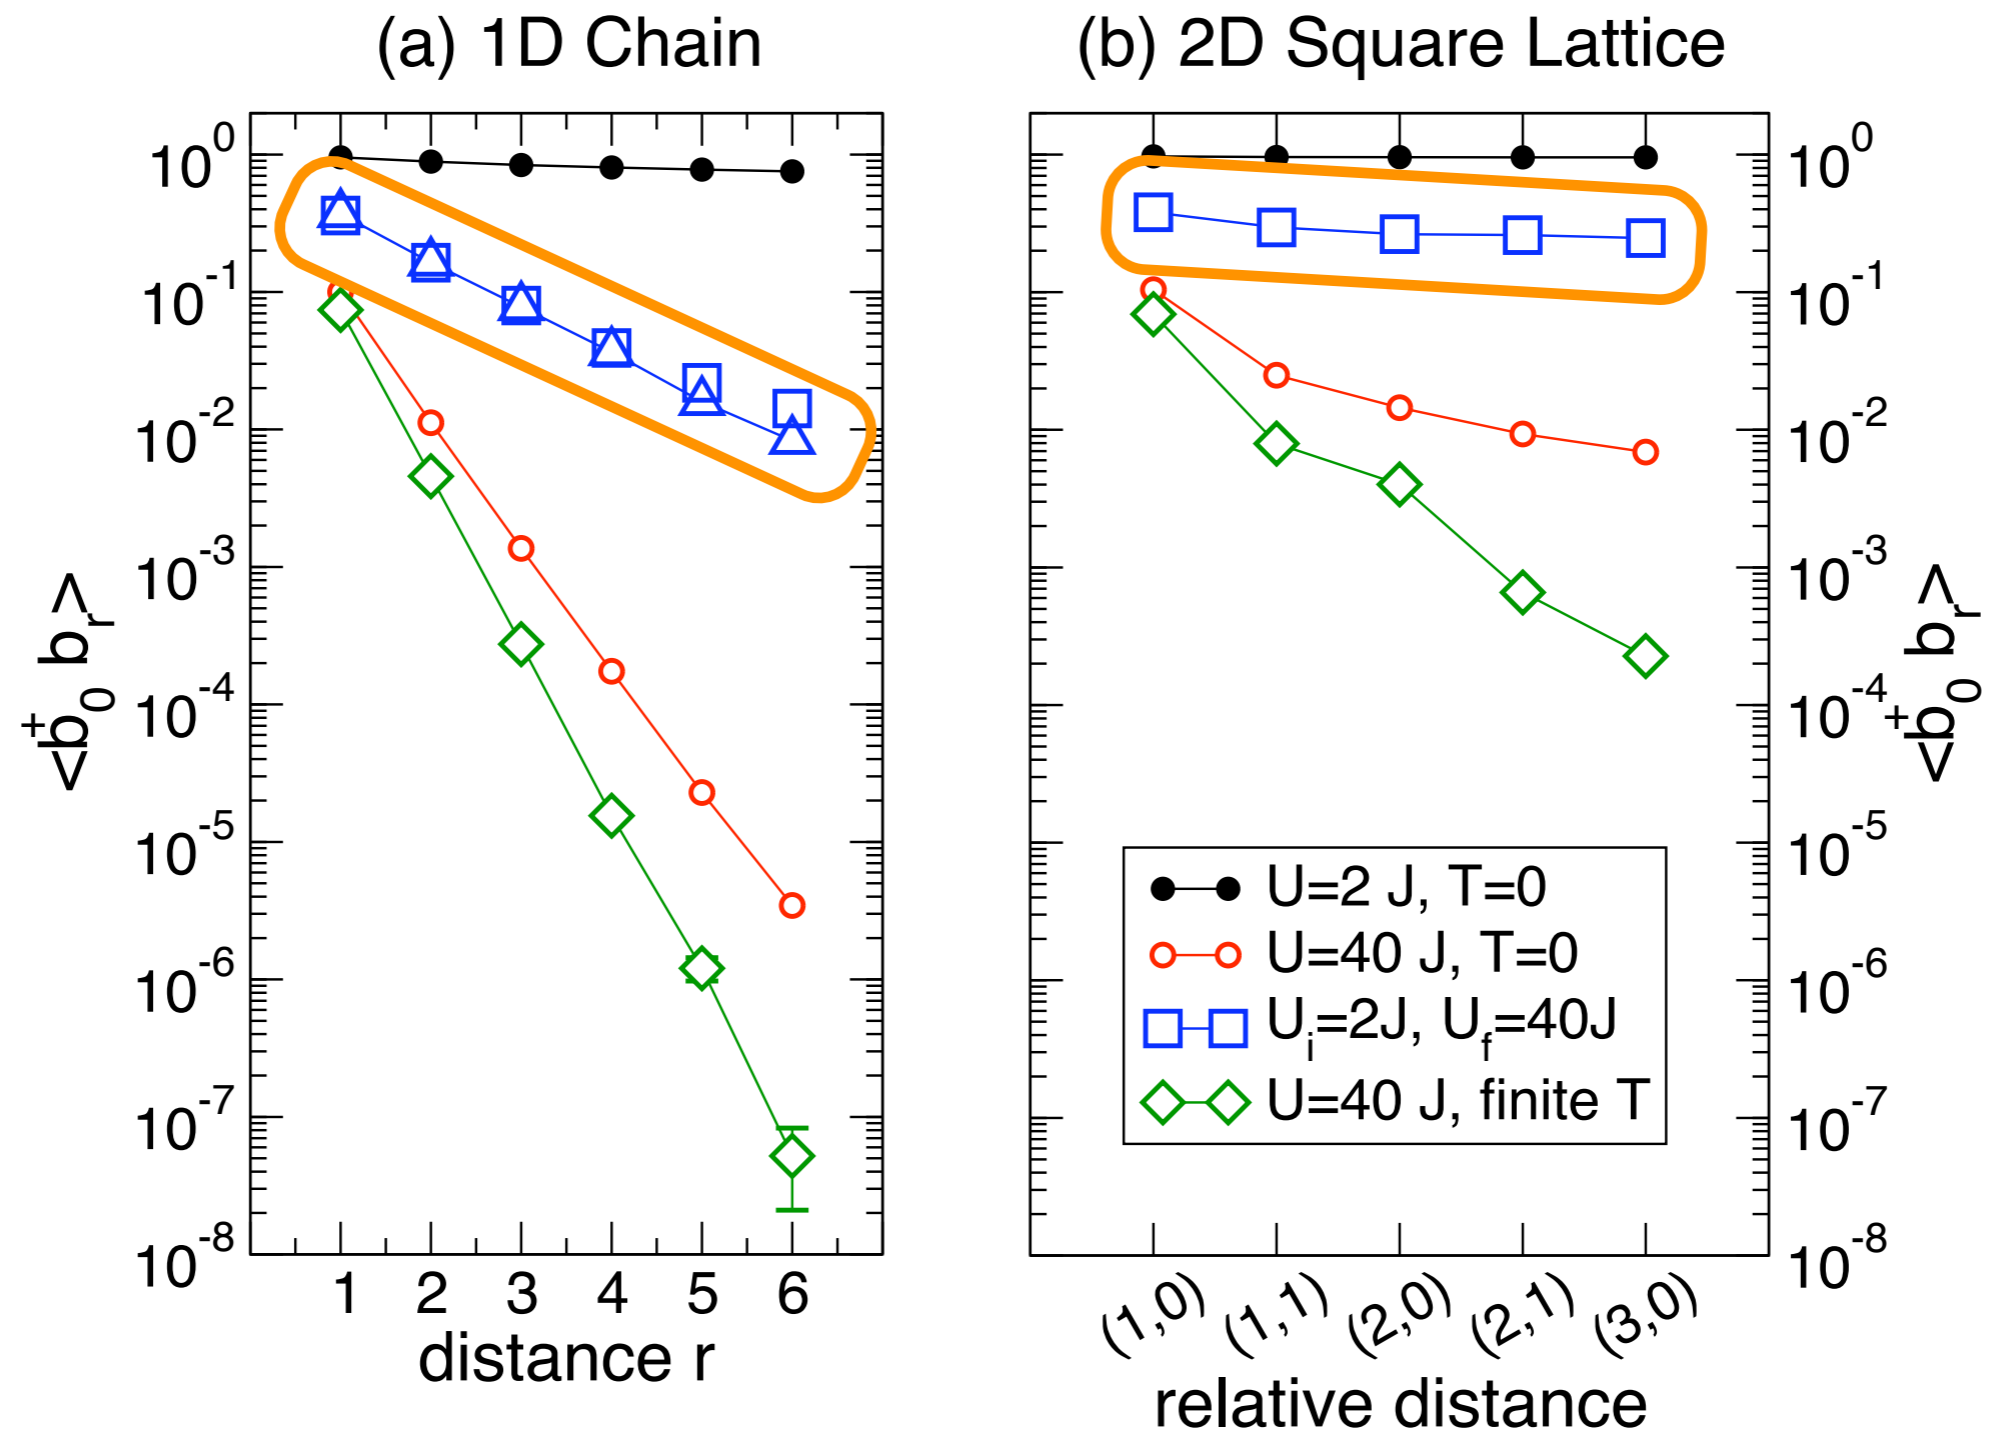 (a) 1D Chain
(b) 2D Square Lattice
10^0
10^-1
10^-2
10^-3
10^-4
10^-5
10^-6
10^-7
10^-8
<b^+_0 b_r>
1 2 3 4 5 6
distance r
10^0
10^-1
10^-2
10^-3
10^-4
10^-5
10^-6
10^-7
10^-8
<b^+_0 b_r>
U=2 J, T=0
U=40 J, T=0
U_i=2J, U_f=40J
U=40 J, finite T
(1,0) (1,1) (2,0) (2,1) (3,0)
relative distance